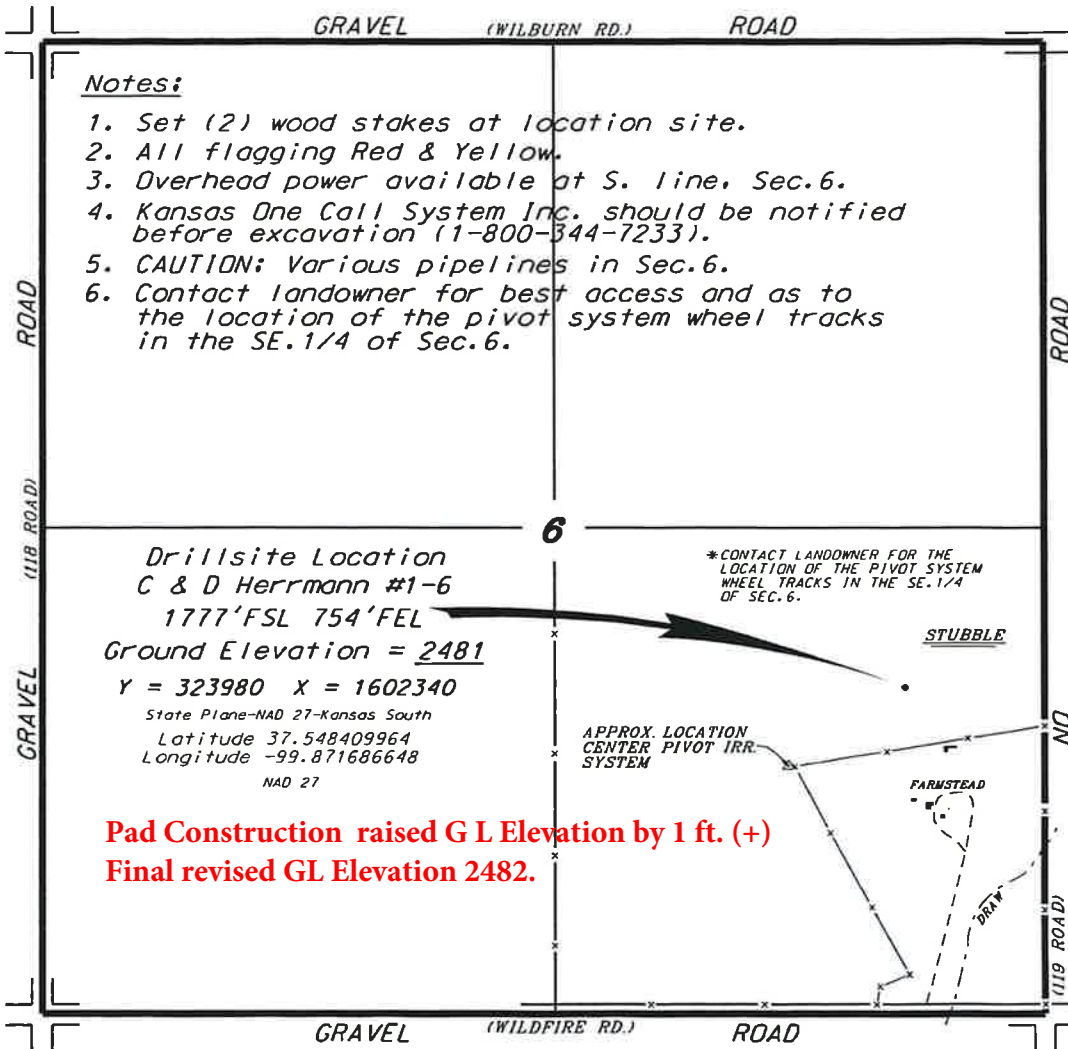 GRAVEL (WILBURN RD.) ROAD
Notes:
1. Set (2) wood stakes at location site.
2. All flagging Red & Yellow.
3. Overhead power available at S. line, Sec.6.
4. Kansas One Call System Inc. should be notified
before excavation (1-800-344-7233).
5. CAUTION: Various pipelines in Sec.6.
6. Contact landowner for best access and as to
the location of the pivot system wheel tracks
in the SE.1/4 of Sec.6.
ROAD
(118 ROAD)
GRAVEL
ROAD
NO
(119 ROAD)
6
Drillsite Location
C & D Herrmann #1-6
1777'FSL 754'FEL
Ground Elevation = 2481
Y = 323980 X = 1602340
State Plane-NAD 27-Kansas South
Latitude 37.548409964
Longitude -99.871686648
NAD 27
*CONTACT LANDOWNER FOR THE
LOCATION OF THE PIVOT SYSTEM
WHEEL TRACKS IN THE SE.1/4
OF SEC.6.
STUBBLE
APPROX. LOCATION
CENTER PIVOT IRR.
SYSTEM
FARMSTEAD
DRAW
Pad Construction raised G L Elevation by 1 ft. (+)
Final revised GL Elevation 2482.
GRAVEL (WILDFIRE RD.) ROAD